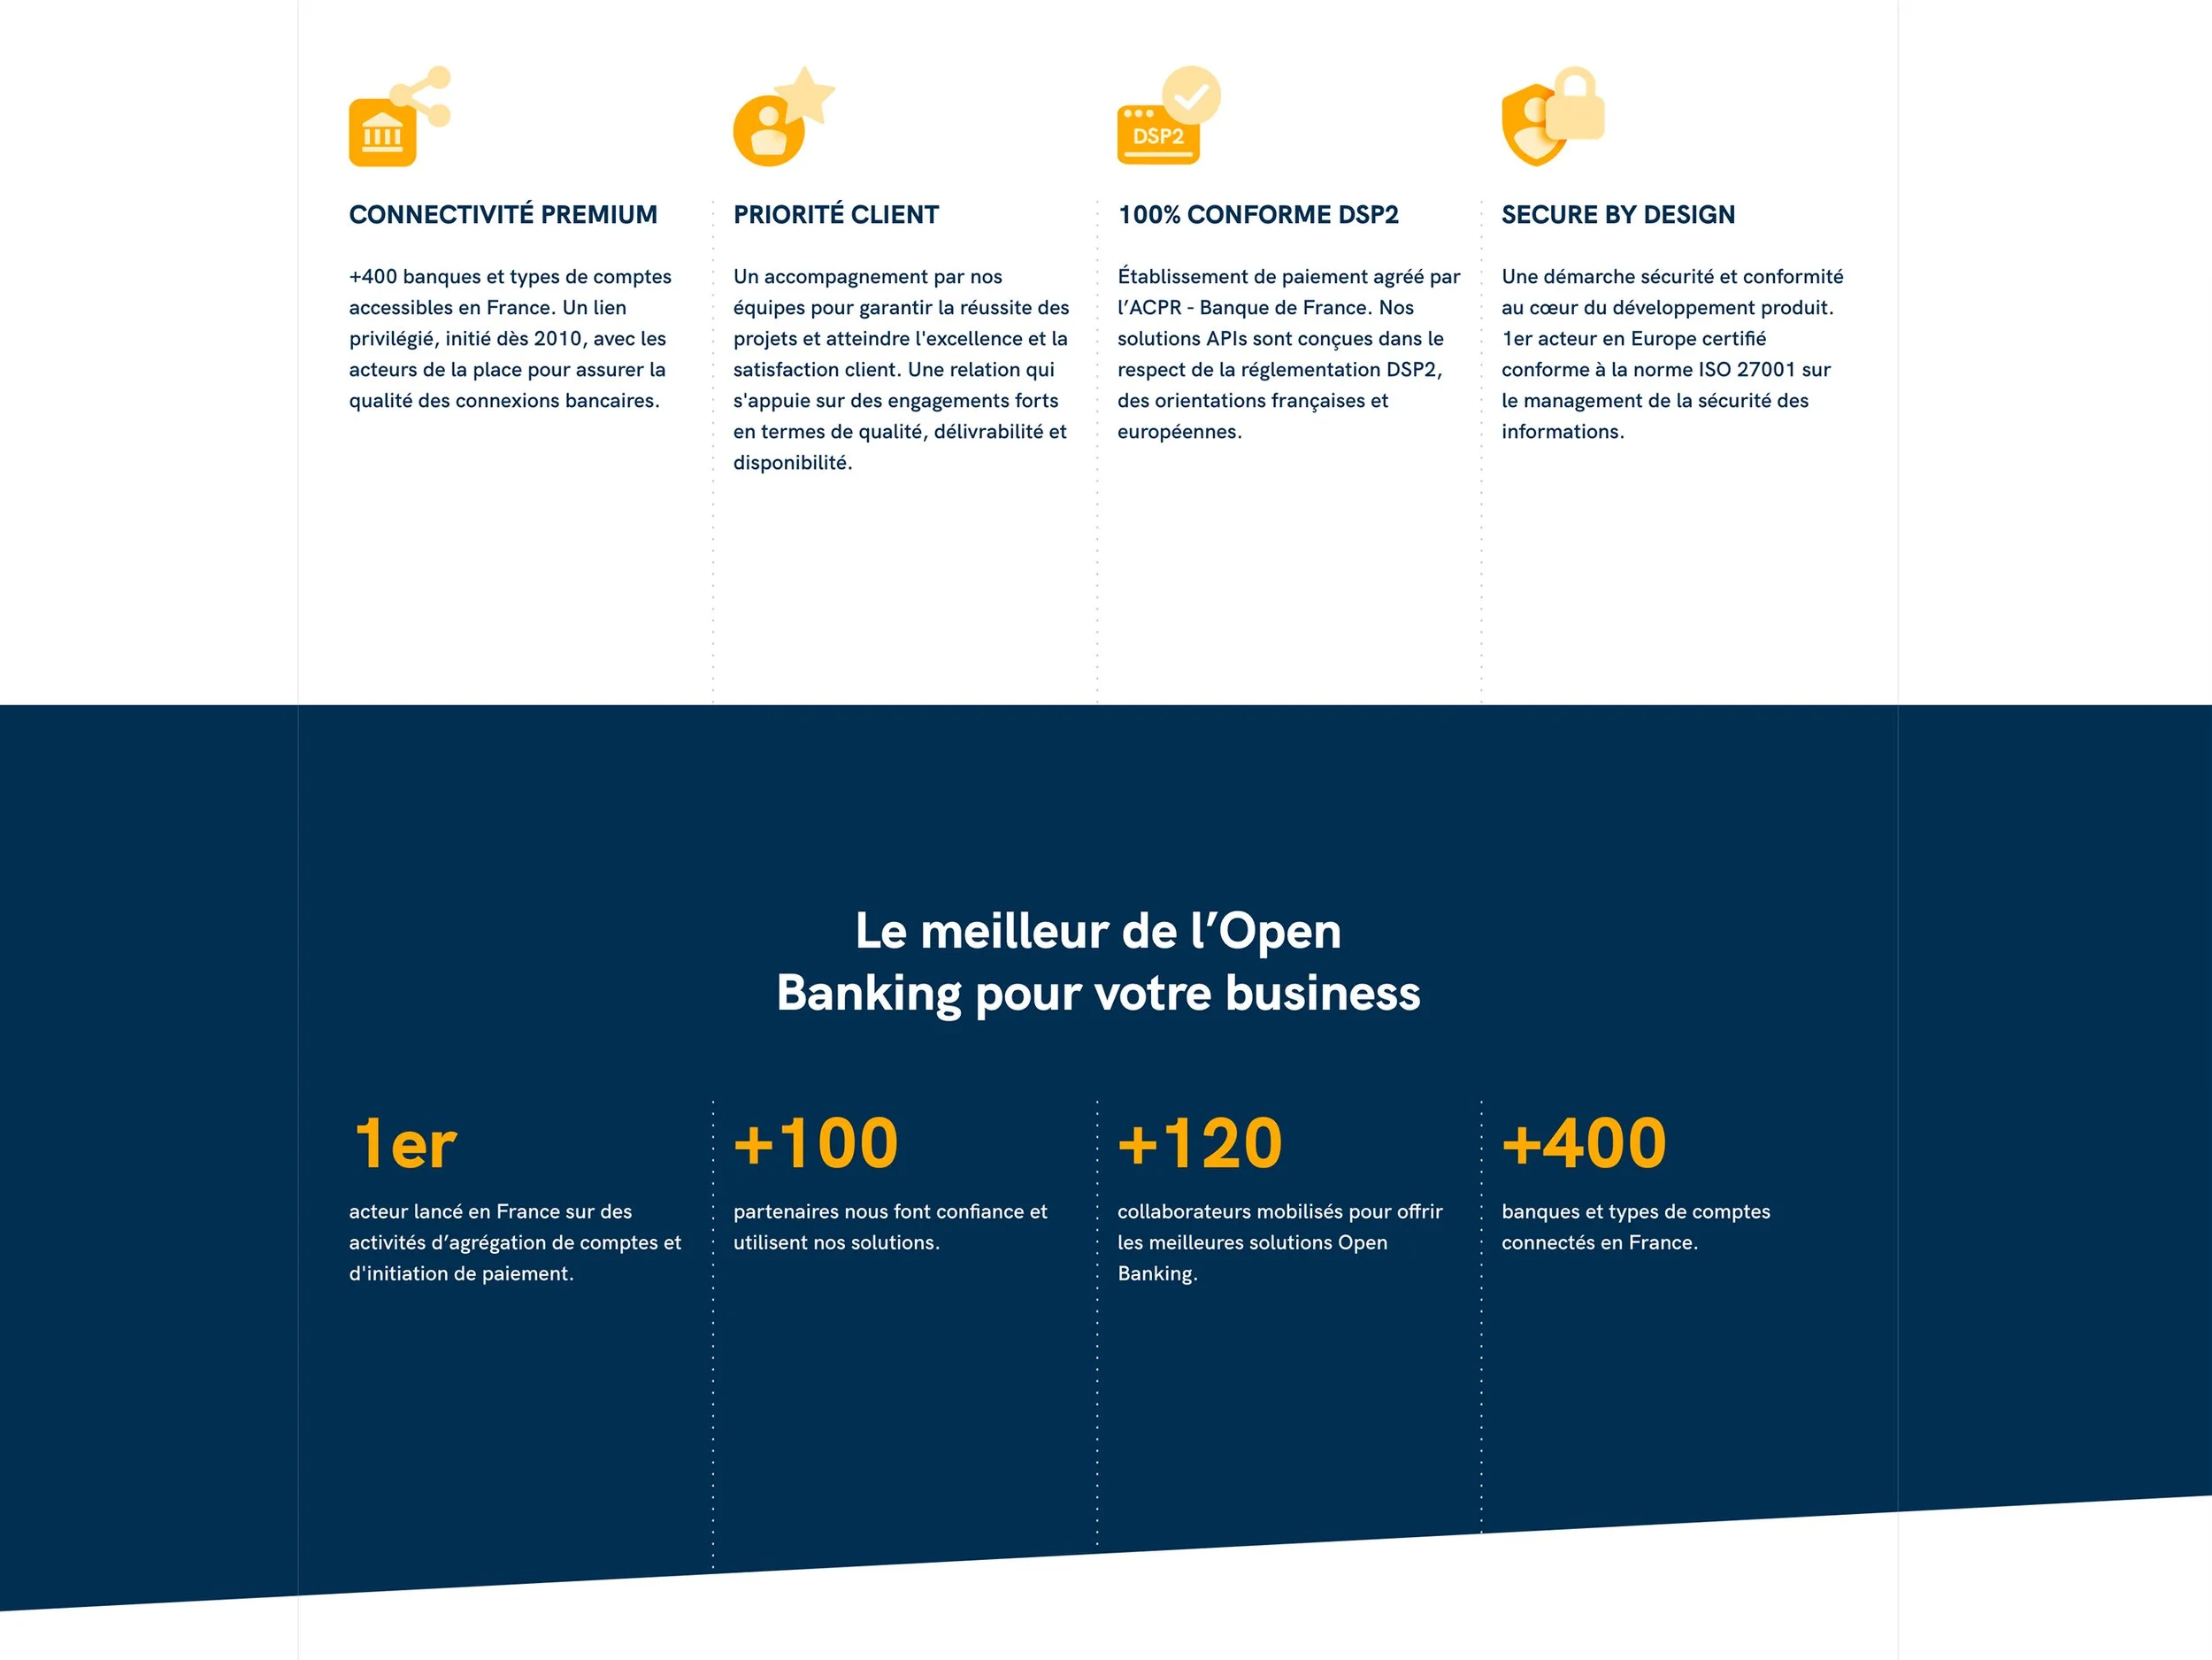 DSP2
CONNECTIVITÉ PREMIUM
+400 banques et types de comptes
accessibles en France. Un lien
privilégié, initié dès 2010, avec les
acteurs de la place pour assurer la
qualité des connexions bancaires.
PRIORITÉ CLIENT
Un accompagnement par nos
équipes pour garantir la réussite des
projets et atteindre l'excellence et la
satisfaction client. Une relation qui
s'appuie sur des engagements forts
en termes de qualité, délivrabilité et
disponibilité.
100% CONFORME DSP2
Établissement de paiement agréé par
l’ACPR - Banque de France. Nos
solutions APIs sont conçues dans le
respect de la réglementation DSP2,
des orientations françaises et
européennes.
SECURE BY DESIGN
Une démarche sécurité et conformité
au cœur du développement produit.
1er acteur en Europe certifié
conforme à la norme ISO 27001 sur
le management de la sécurité des
informations.
Le meilleur de l’Open
Banking pour votre business
1er
acteur lancé en France sur des
activités d’agrégation de comptes et
d'initiation de paiement.
+100
partenaires nous font confiance et
utilisent nos solutions.
+120
collaborateurs mobilisés pour offrir
les meilleures solutions Open
Banking.
+400
banques et types de comptes
connectés en France.